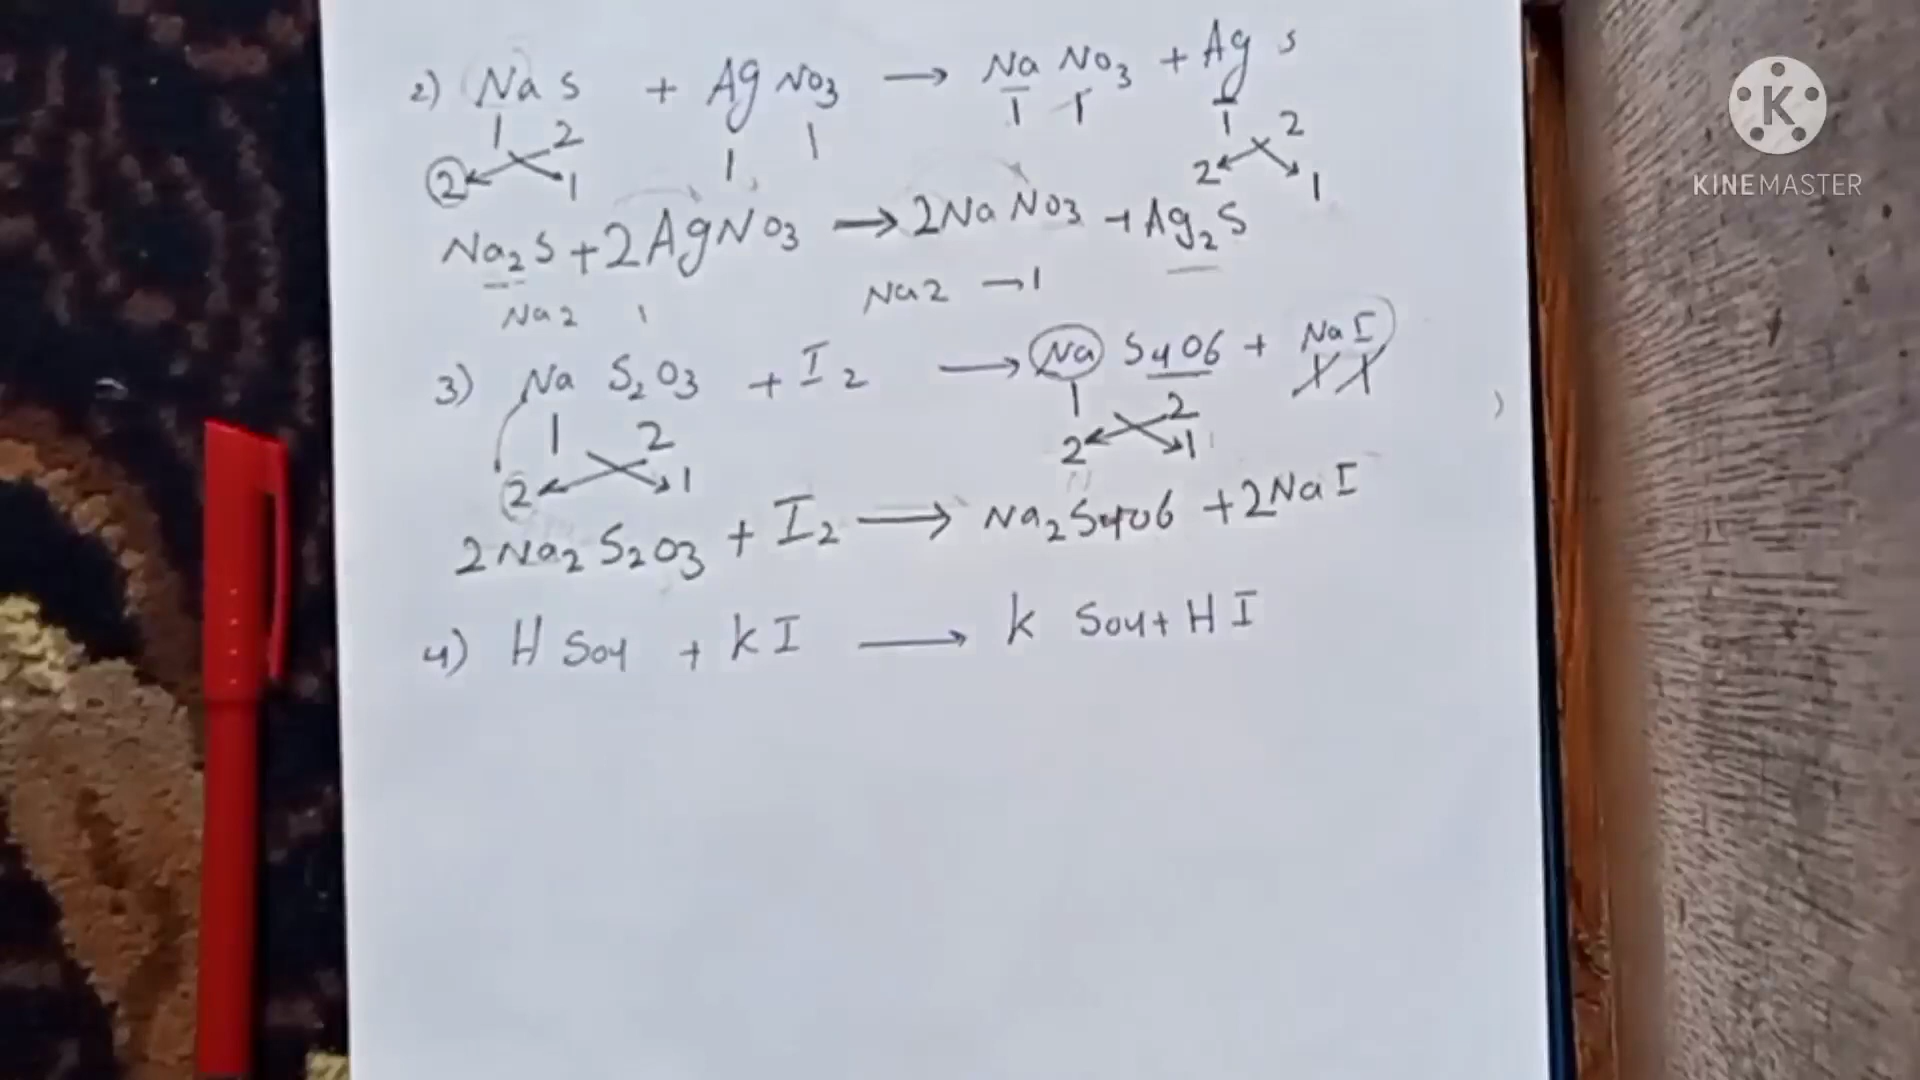 2) Na S + Ag NO3 → Na NO3 + Ag S
1 2 1 1 1 1 1 2
2 1 2 1
Na2S + 2AgNO3 → 2Na NO3 + Ag2S
Na2 1 Na2 → 1
3) Na S2O3 + I2 → Na S4O6 + NaI
1 2 1 2
2 1 2 1
2Na2S2O3 + I2 → Na2S4O6 + 2NaI
4) H SO4 + KI → K SO4 + HI
K
KINEMASTER